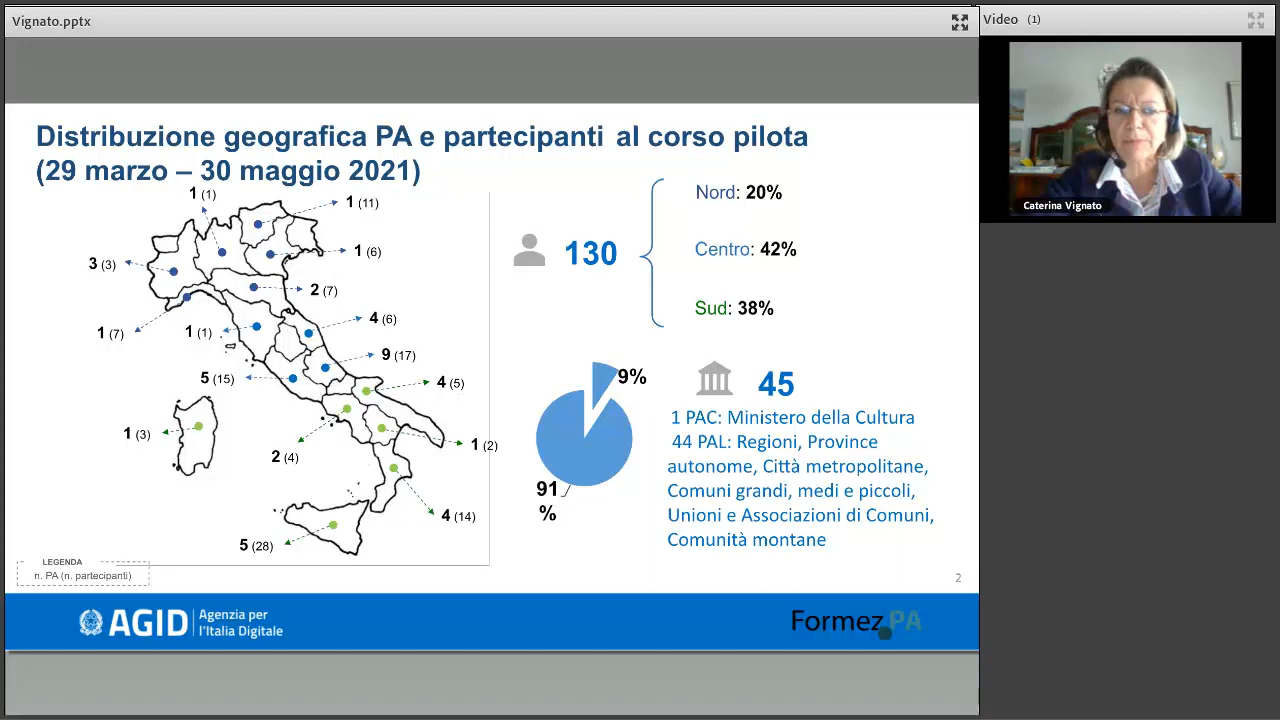 Vignato.pptx
Video (1)
Caterina Vignato
Distribuzione geografica PA e partecipanti al corso pilota
(29 marzo – 30 maggio 2021)
1 (1)
1 (11)
1 (6)
3 (3)
2 (7)
1 (7)
1 (1)
4 (6)
9 (17)
5 (15)
4 (5)
1 (3)
2 (4)
1 (2)
4 (14)
5 (28)
LEGENDA
n. PA (n. partecipanti)
130
Nord: 20%
Centro: 42%
Sud: 38%
9%
91
%
45
1 PAC: Ministero della Cultura
44 PAL: Regioni, Province
autonome, Città metropolitane,
Comuni grandi, medi e piccoli,
Unioni e Associazioni di Comuni,
Comunità montane
2
AGID
Agenzia per
l'Italia Digitale
Formez PA